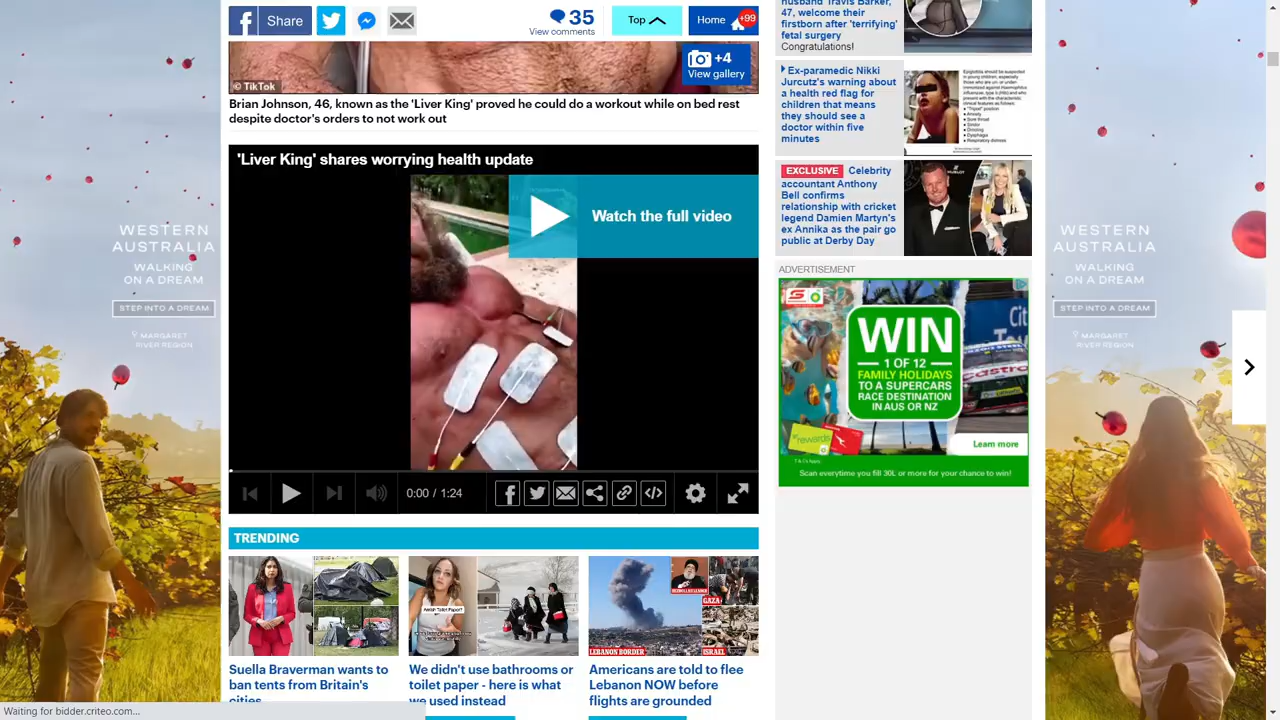 Share
35
View comments
Top
Home
+99
+4
View gallery
© TikTok/
Brian J
n, 46, known as the 'Liver King' proved he could do a workout while on bed rest
despite doctor's orders to not work out
'Liver King' shares worrying health update
Watch the full video
0:00 / 1:24
TRENDING
Awish Toilet Paper?
HEZBOLLAH LEADER
GAZA
LEBANON BORDER
ISRAEL
Suella Braverman wants to
ban tents from Britain's
cities
We didn't use bathrooms or
toilet paper - here is what
we used instead
Americans are told to flee
Lebanon NOW before
flights are grounded
husband Travis Barker,
47, welcome their
firstborn after 'terrifying'
fetal surgery
Congratulations!
Ex-paramedic Nikki
Jurcutz's warning about
a health red flag for
children that means
they should see a
doctor within five
minutes
EXCLUSIVE Celebrity
accountant Anthony
Bell confirms
relationship with cricket
legend Damien Martyn's
ex Annika as the pair go
public at Derby Day
ADVERTISEMENT
WIN
1 OF 12
FAMILY HOLIDAYS
TO A SUPERCARS
RACE DESTINATION
IN AUS OR NZ
rewards
Learn more
T&Cs Apply.
Scan everytime you fill 30L or more for your chance to win!
WESTERN
AUSTRALIA
WALKING
ON A DREAM
STEP INTO A DREAM
MARGARET
RIVER REGION
WESTERN
AUSTRALIA
WALKING
ON A DREAM
STEP INTO A DREAM
MARGARET
RIVER REGION
Waiting for bidder.criteo.com...